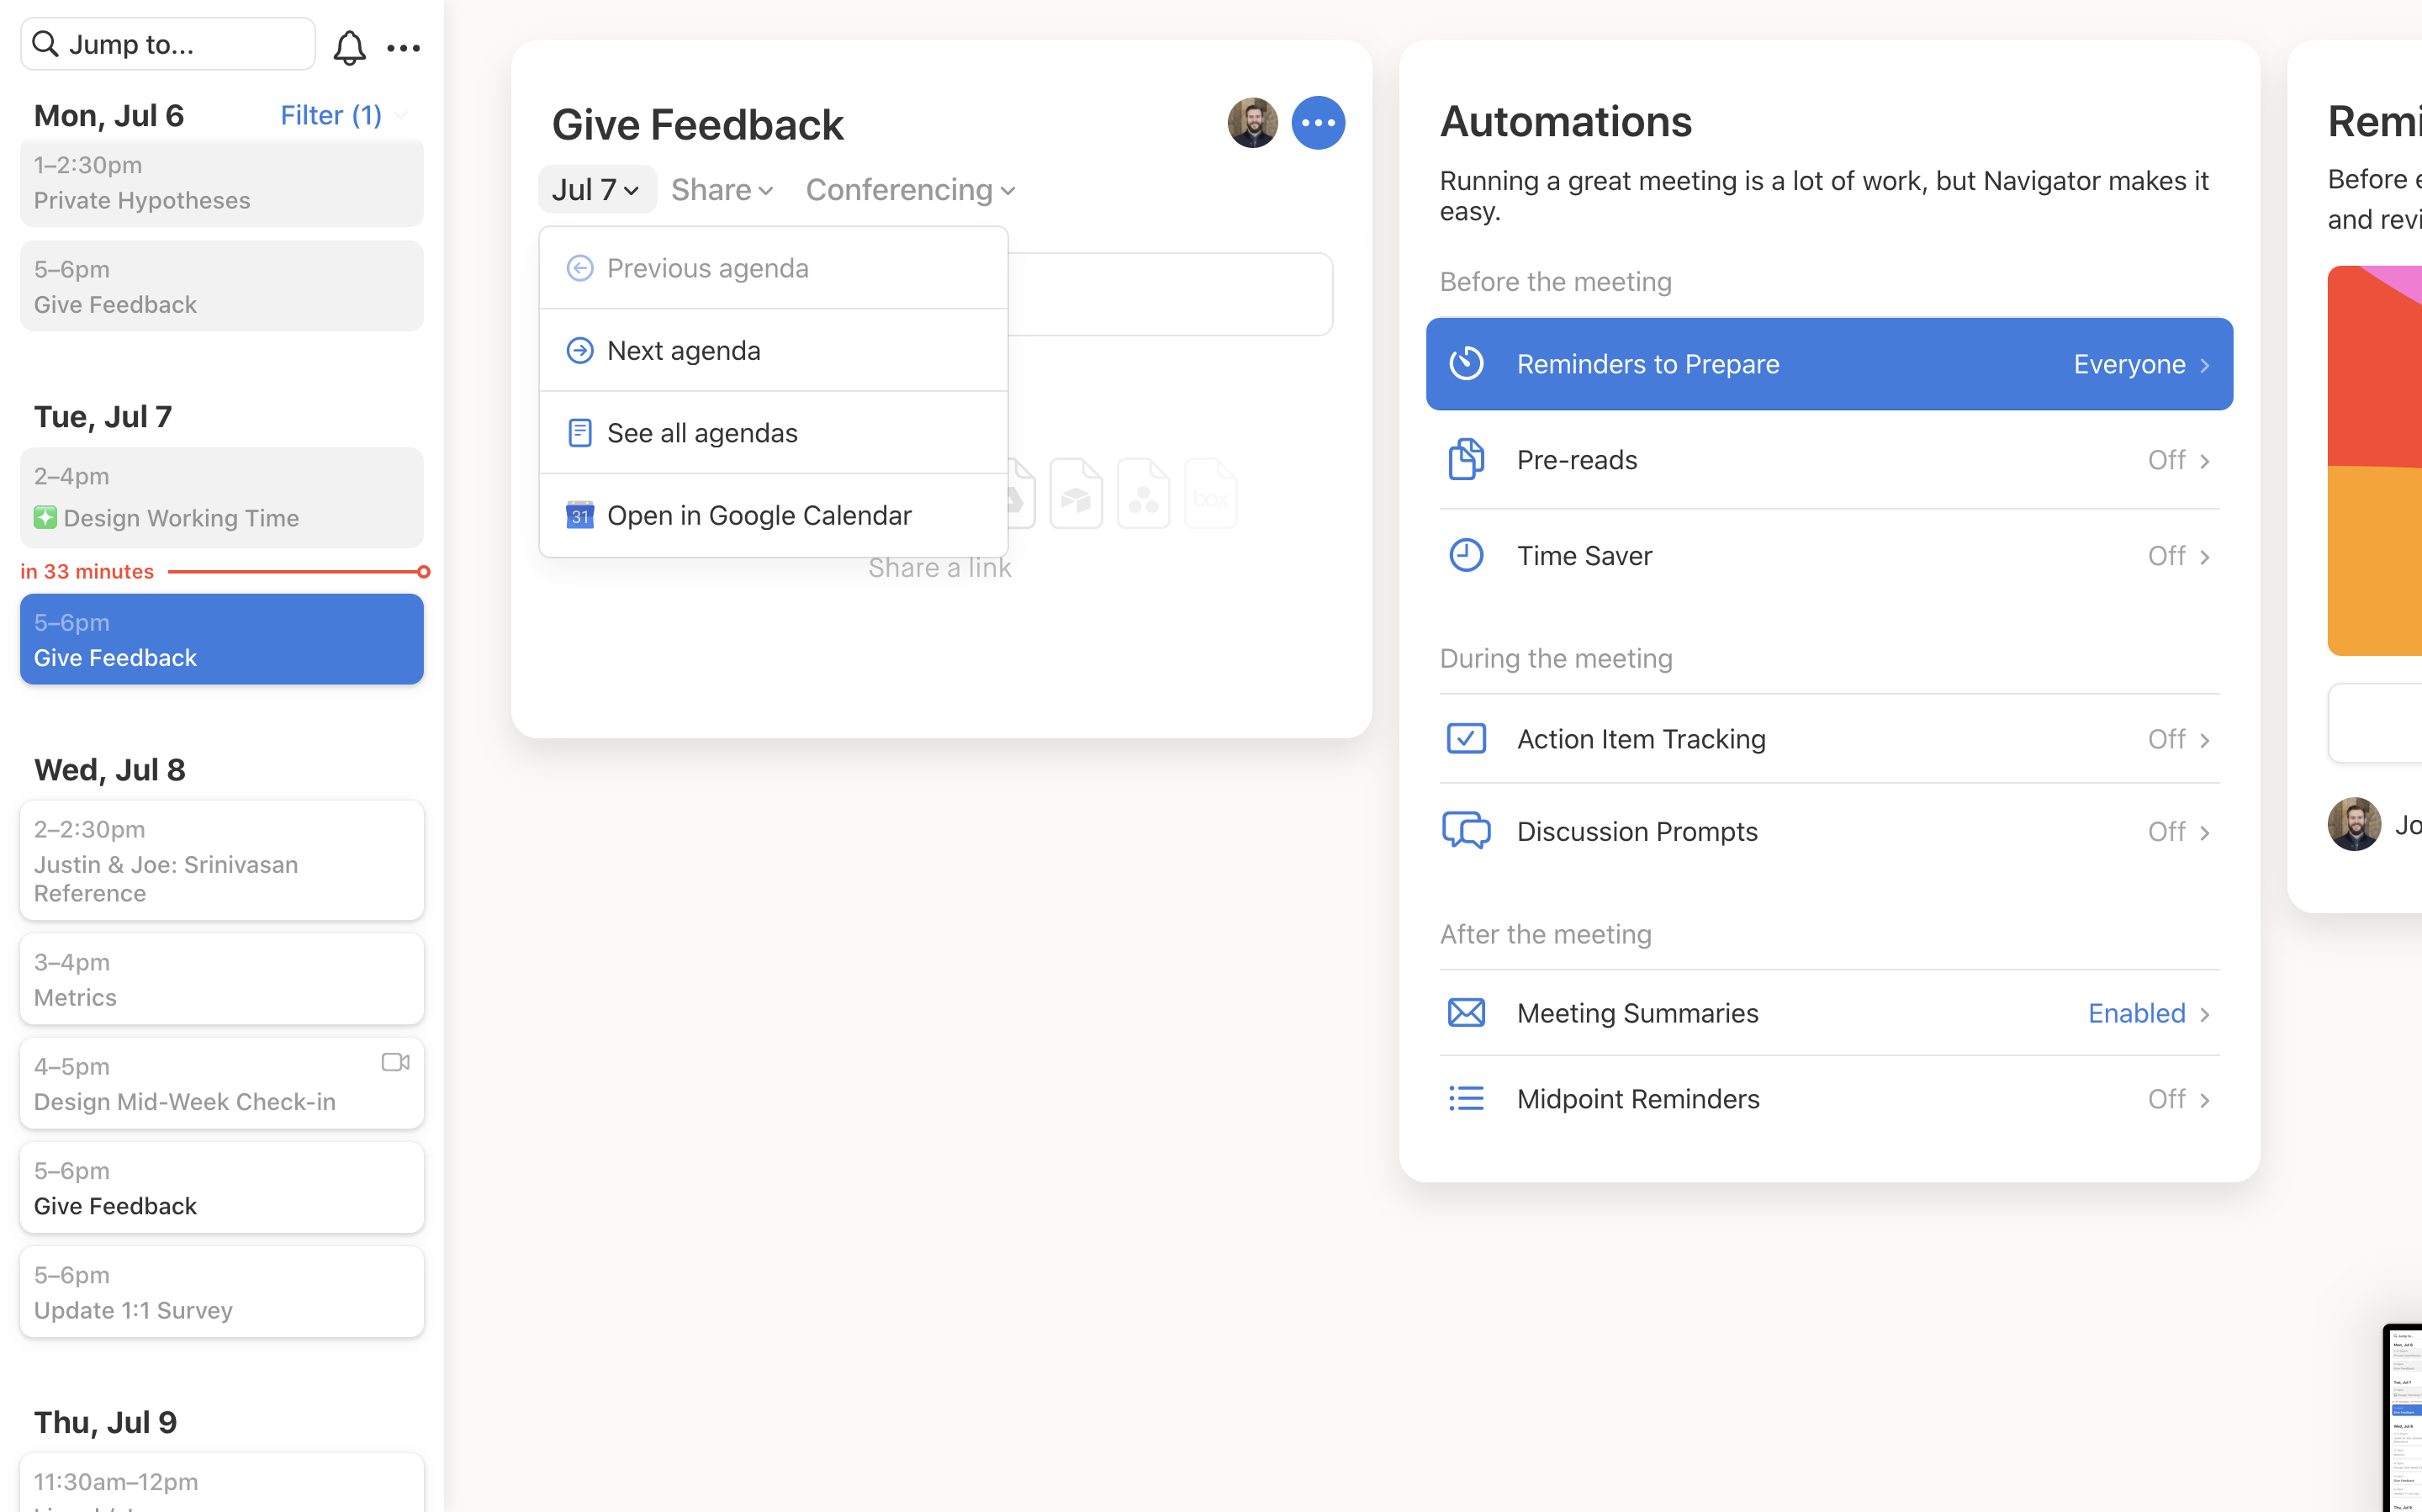 Jump to...
Mon, Jul 6
Filter (1)
1–2:30pm
Private Hypotheses
5–6pm
Give Feedback
Tue, Jul 7
2–4pm
Design Working Time
in 33 minutes
5–6pm
Give Feedback
Wed, Jul 8
2–2:30pm
Justin & Joe: Srinivasan
Reference
3–4pm
Metrics
4–5pm
Design Mid-Week Check-in
5–6pm
Give Feedback
5–6pm
Update 1:1 Survey
Thu, Jul 9
11:30am–12pm
Give Feedback
Jul 7
Share
Conferencing
Previous agenda
Next agenda
See all agendas
31
Open in Google Calendar
box
Share a link
Automations
Running a great meeting is a lot of work, but Navigator makes it
easy.
Before the meeting
Reminders to Prepare
Everyone
Pre-reads
Off
Time Saver
Off
During the meeting
Action Item Tracking
Off
Discussion Prompts
Off
After the meeting
Meeting Summaries
Enabled
Midpoint Reminders
Off
Remi
Before e
and revi
Jo